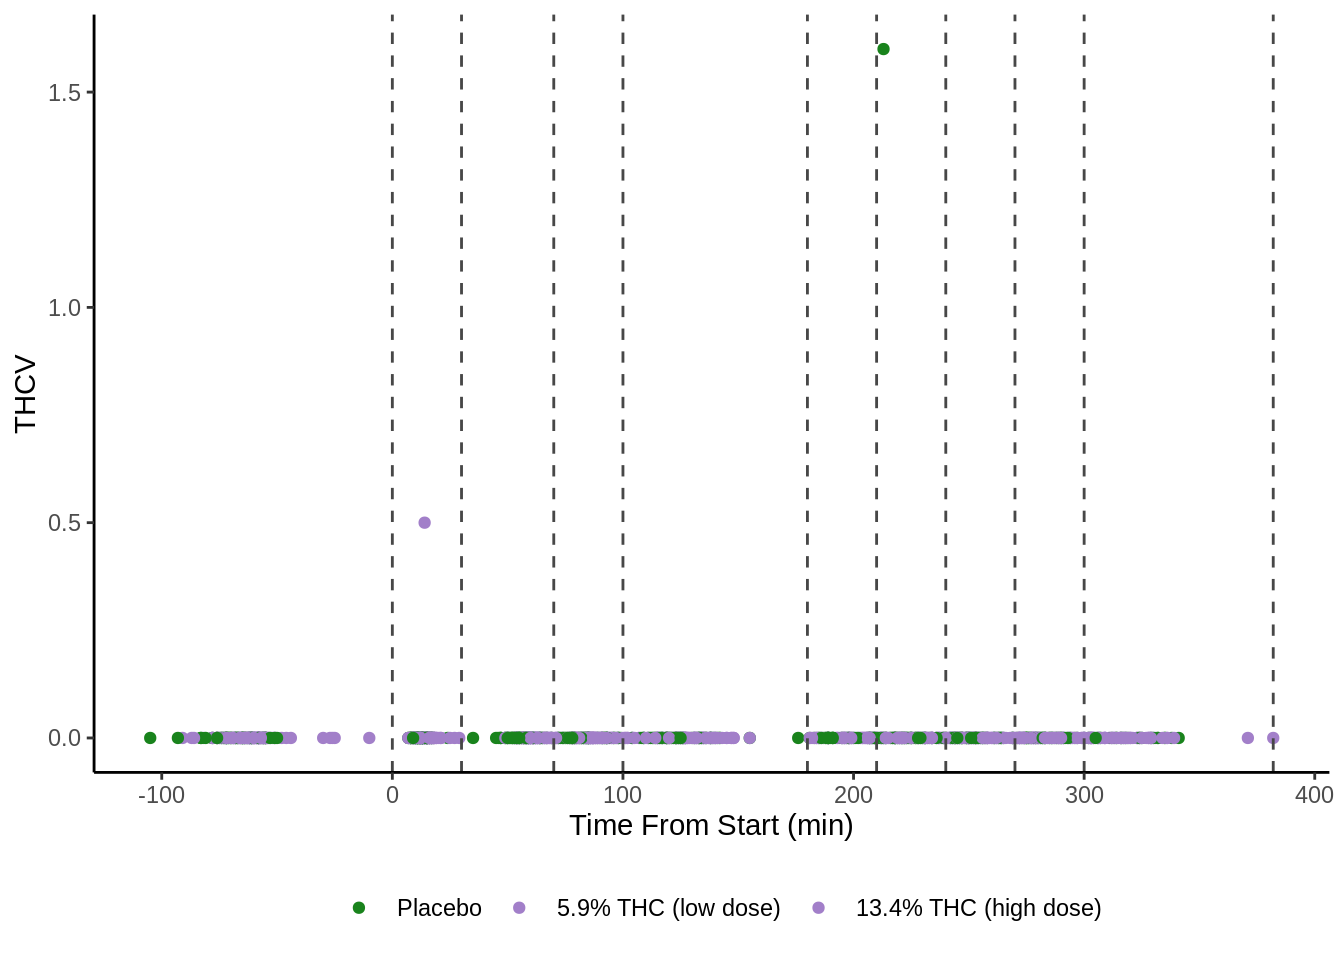 THCV
1.5
1.0
0.5
0.0
-100 0 100 200 300 400
Time From Start (min)
Placebo 5.9% THC (low dose) 13.4% THC (high dose)